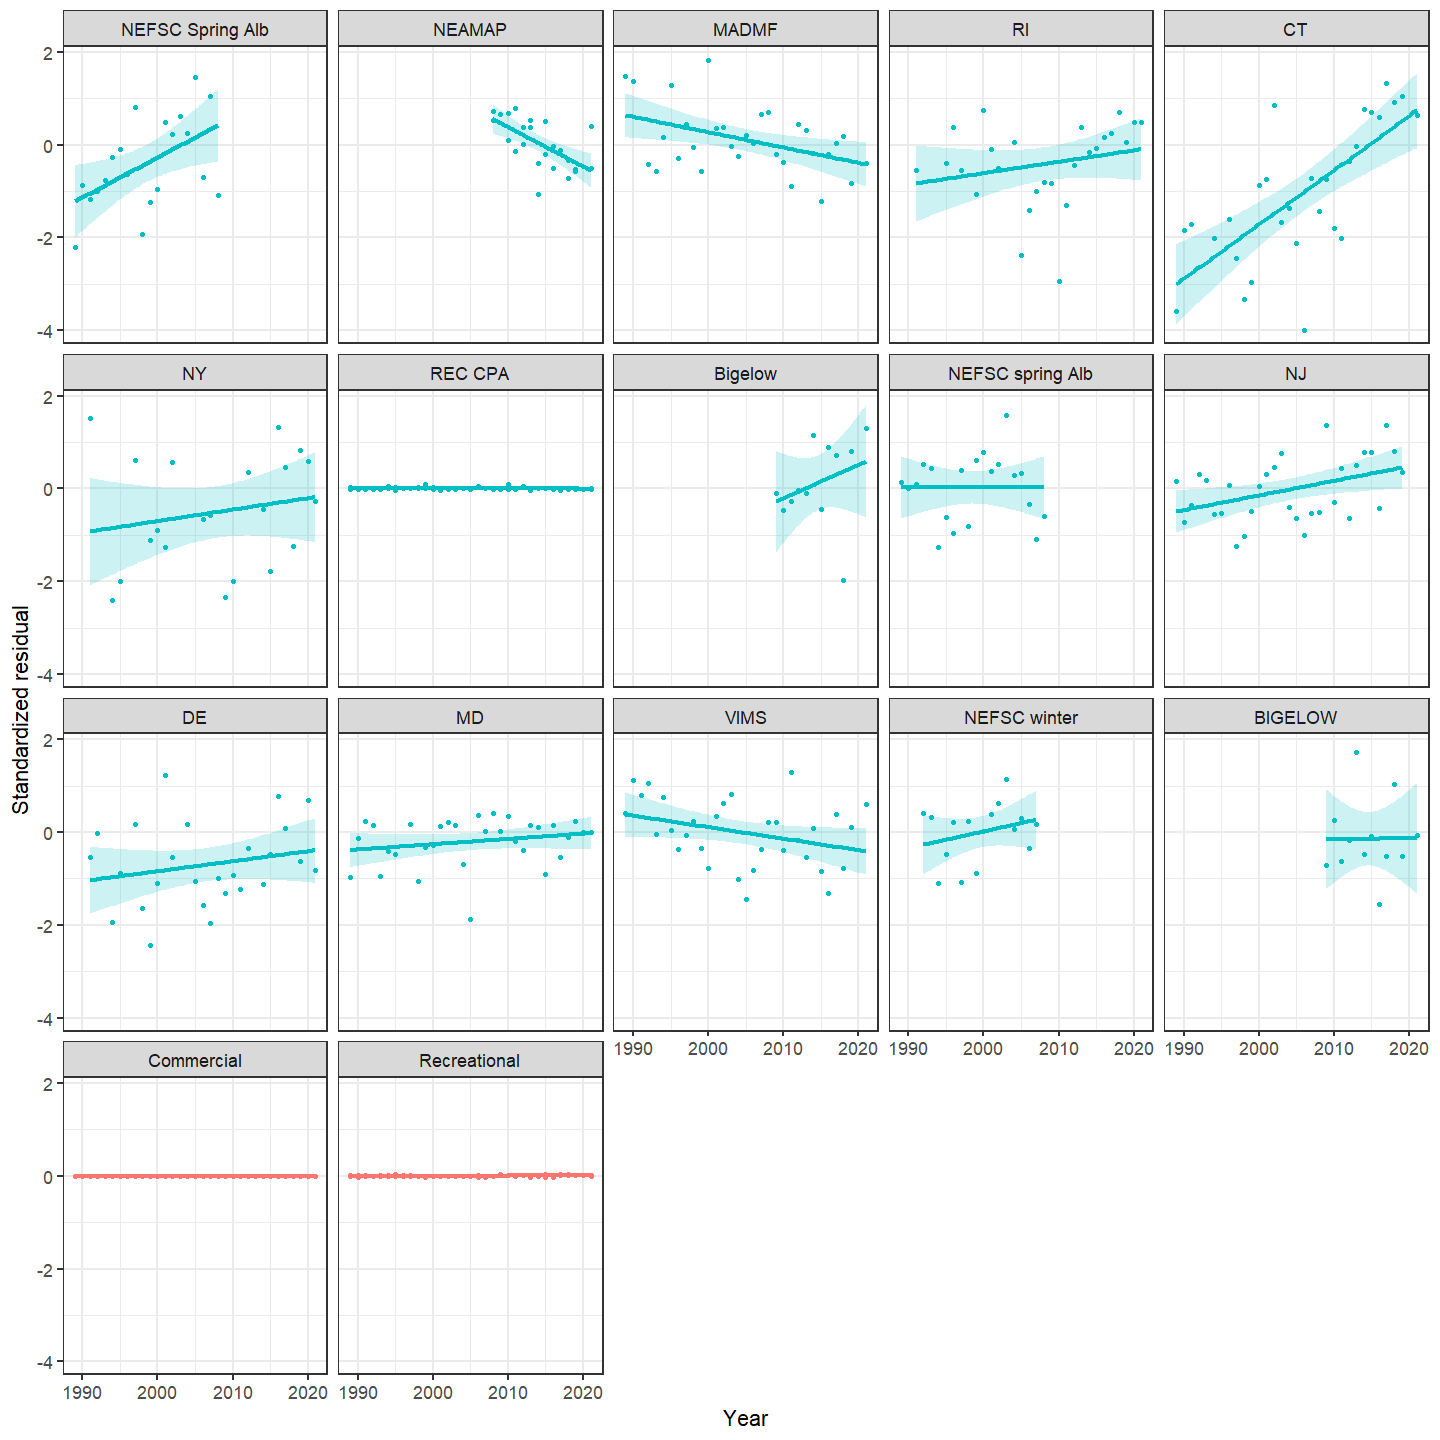 NEFSC Spring Alb NEAMAP MADMF RI CT
2
0
-2
-4
NY REC CPA Bigelow NEFSC spring Alb NJ
2
0
-2
-4
Standardized residual
DE MD VIMS NEFSC winter BIGELOW
2
0
-2
-4
1990 2000 2010 2020 1990 2000 2010 2020 1990 2000 2010 2020
Commercial Recreational
2
0
-2
-4
1990 2000 2010 2020 1990 2000 2010 2020
Year